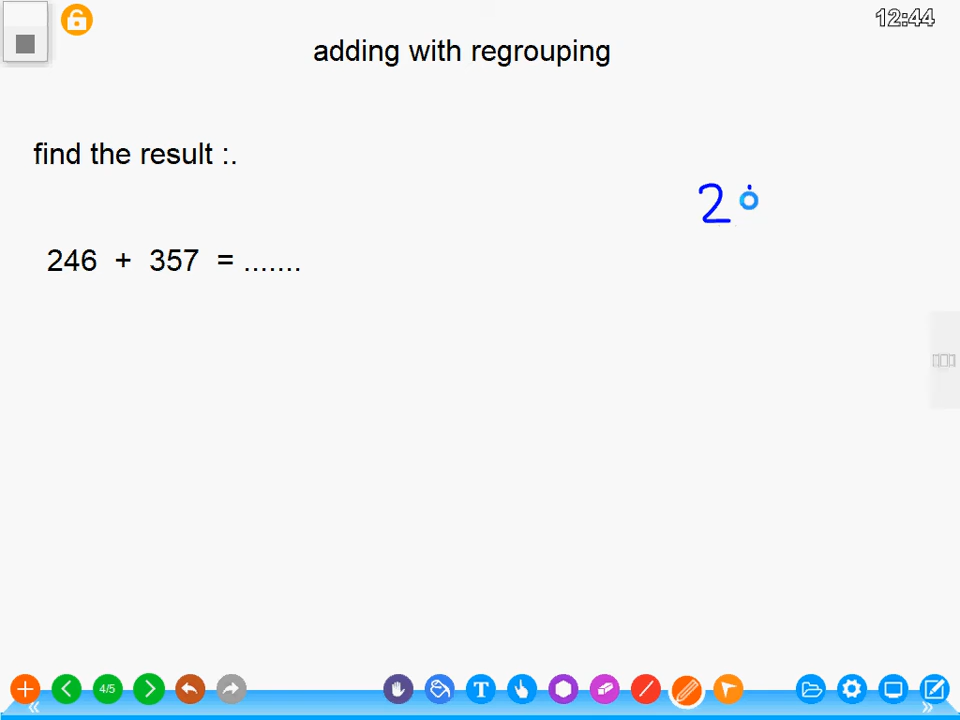 12:44
adding with regrouping
find the result :.
2
246 + 357 = .......
4/5
T